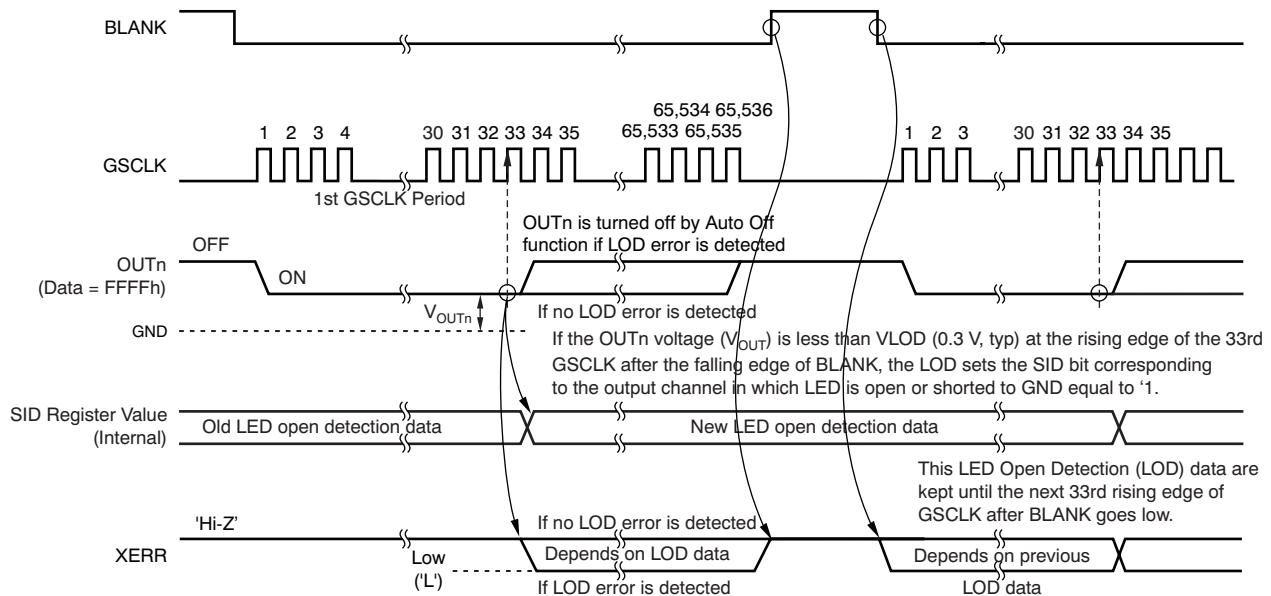 BLANK
65,534 65,536
1 2 3 4 30 31 32 33 34 35 65,533 65,535 1 2 3 30 31 32 33 34 35
GSCLK
1st GSCLK Period
OUTn is turned off by Auto Off
function if LOD error is detected
OFF
OUTn
(Data = FFFFh)
ON
VOUTn
If no LOD error is detected
GND
If the OUTn voltage (VOUT) is less than VLOD (0.3 V, typ) at the rising edge of the 33rd
GSCLK after the falling edge of BLANK, the LOD sets the SID bit corresponding
to the output channel in which LED is open or shorted to GND equal to ‘1.
SID Register Value
(Internal)
Old LED open detection data
New LED open detection data
This LED Open Detection (LOD) data are
kept until the next 33rd rising edge of
GSCLK after BLANK goes low.
'Hi-Z’
If no LOD error is detected
XERR
Low
('L')
Depends on LOD data
If LOD error is detected
Depends on previous
LOD data